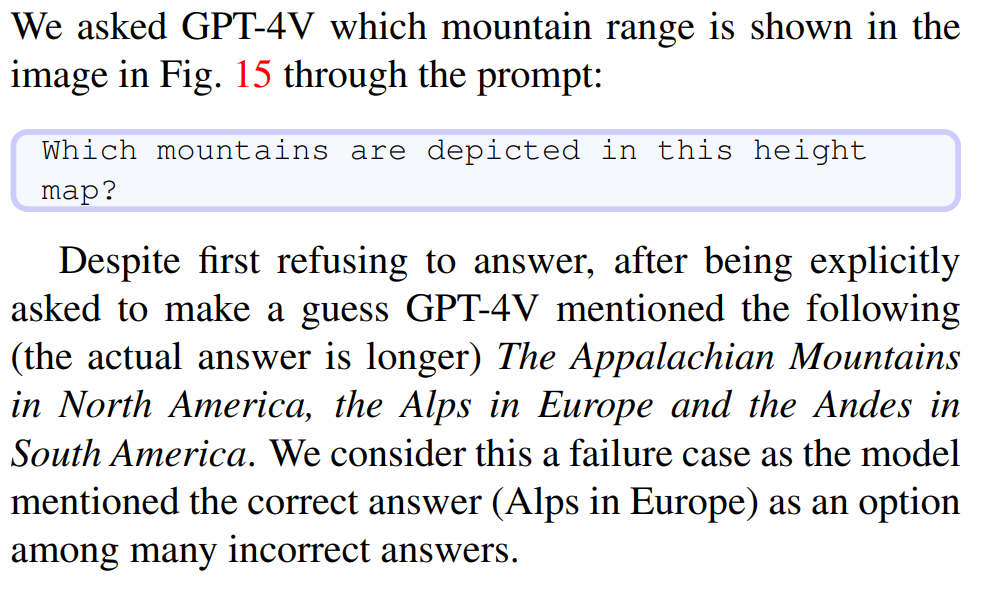 We asked GPT-4V which mountain range is shown in the
image in Fig. 15 through the prompt:
Which mountains are depicted in this height
map?
Despite first refusing to answer, after being explicitly
asked to make a guess GPT-4V mentioned the following
(the actual answer is longer) The Appalachian Mountains
in North America, the Alps in Europe and the Andes in
South America. We consider this a failure case as the model
mentioned the correct answer (Alps in Europe) as an option
among many incorrect answers.